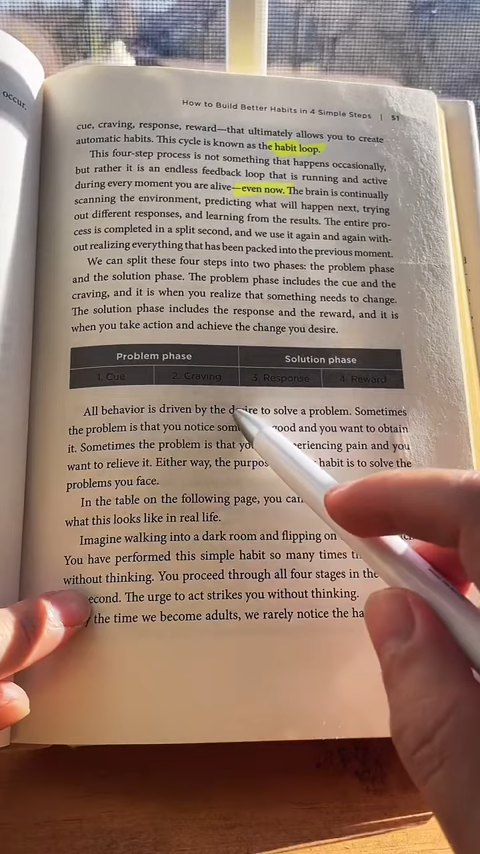 occur.
How to Build Better Habits in 4 Simple Steps | 51
cue, craving, response, reward—that ultimately allows you to create
automatic habits. This cycle is known as the habit loop.
This four-step process is not something that happens occasionally,
but rather it is an endless feedback loop that is running and active
during every moment you are alive—even now. The brain is continually
scanning the environment, predicting what will happen next, trying
out different responses, and learning from the results. The entire pro-
cess is completed in a split second, and we use it again and again with-
out realizing everything that has been packed into the previous moment.
We can split these four steps into two phases: the problem phase
and the solution phase. The problem phase includes the cue and the
craving, and it is when you realize that something needs to change.
The solution phase includes the response and the reward, and it is
when you take action and achieve the change you desire.
Problem phase Solution phase
1. Cue 2. Craving 3. Response 4. Reward
All behavior is driven by the desire to solve a problem. Sometimes
the problem is that you notice good and you want to obtain
it. Sometimes the problem is that and you
want to relieve it. Either way, the habit is to solve the
problems you face.
In the table on the following page, you can
what this looks like in real life.
Imagine walking into a dark room and flipping on
You have performed this simple habit so many times
without thinking. You proceed through all four stages in the
The urge to act strikes you without thinking.
the time we become adults, we rarely notice the